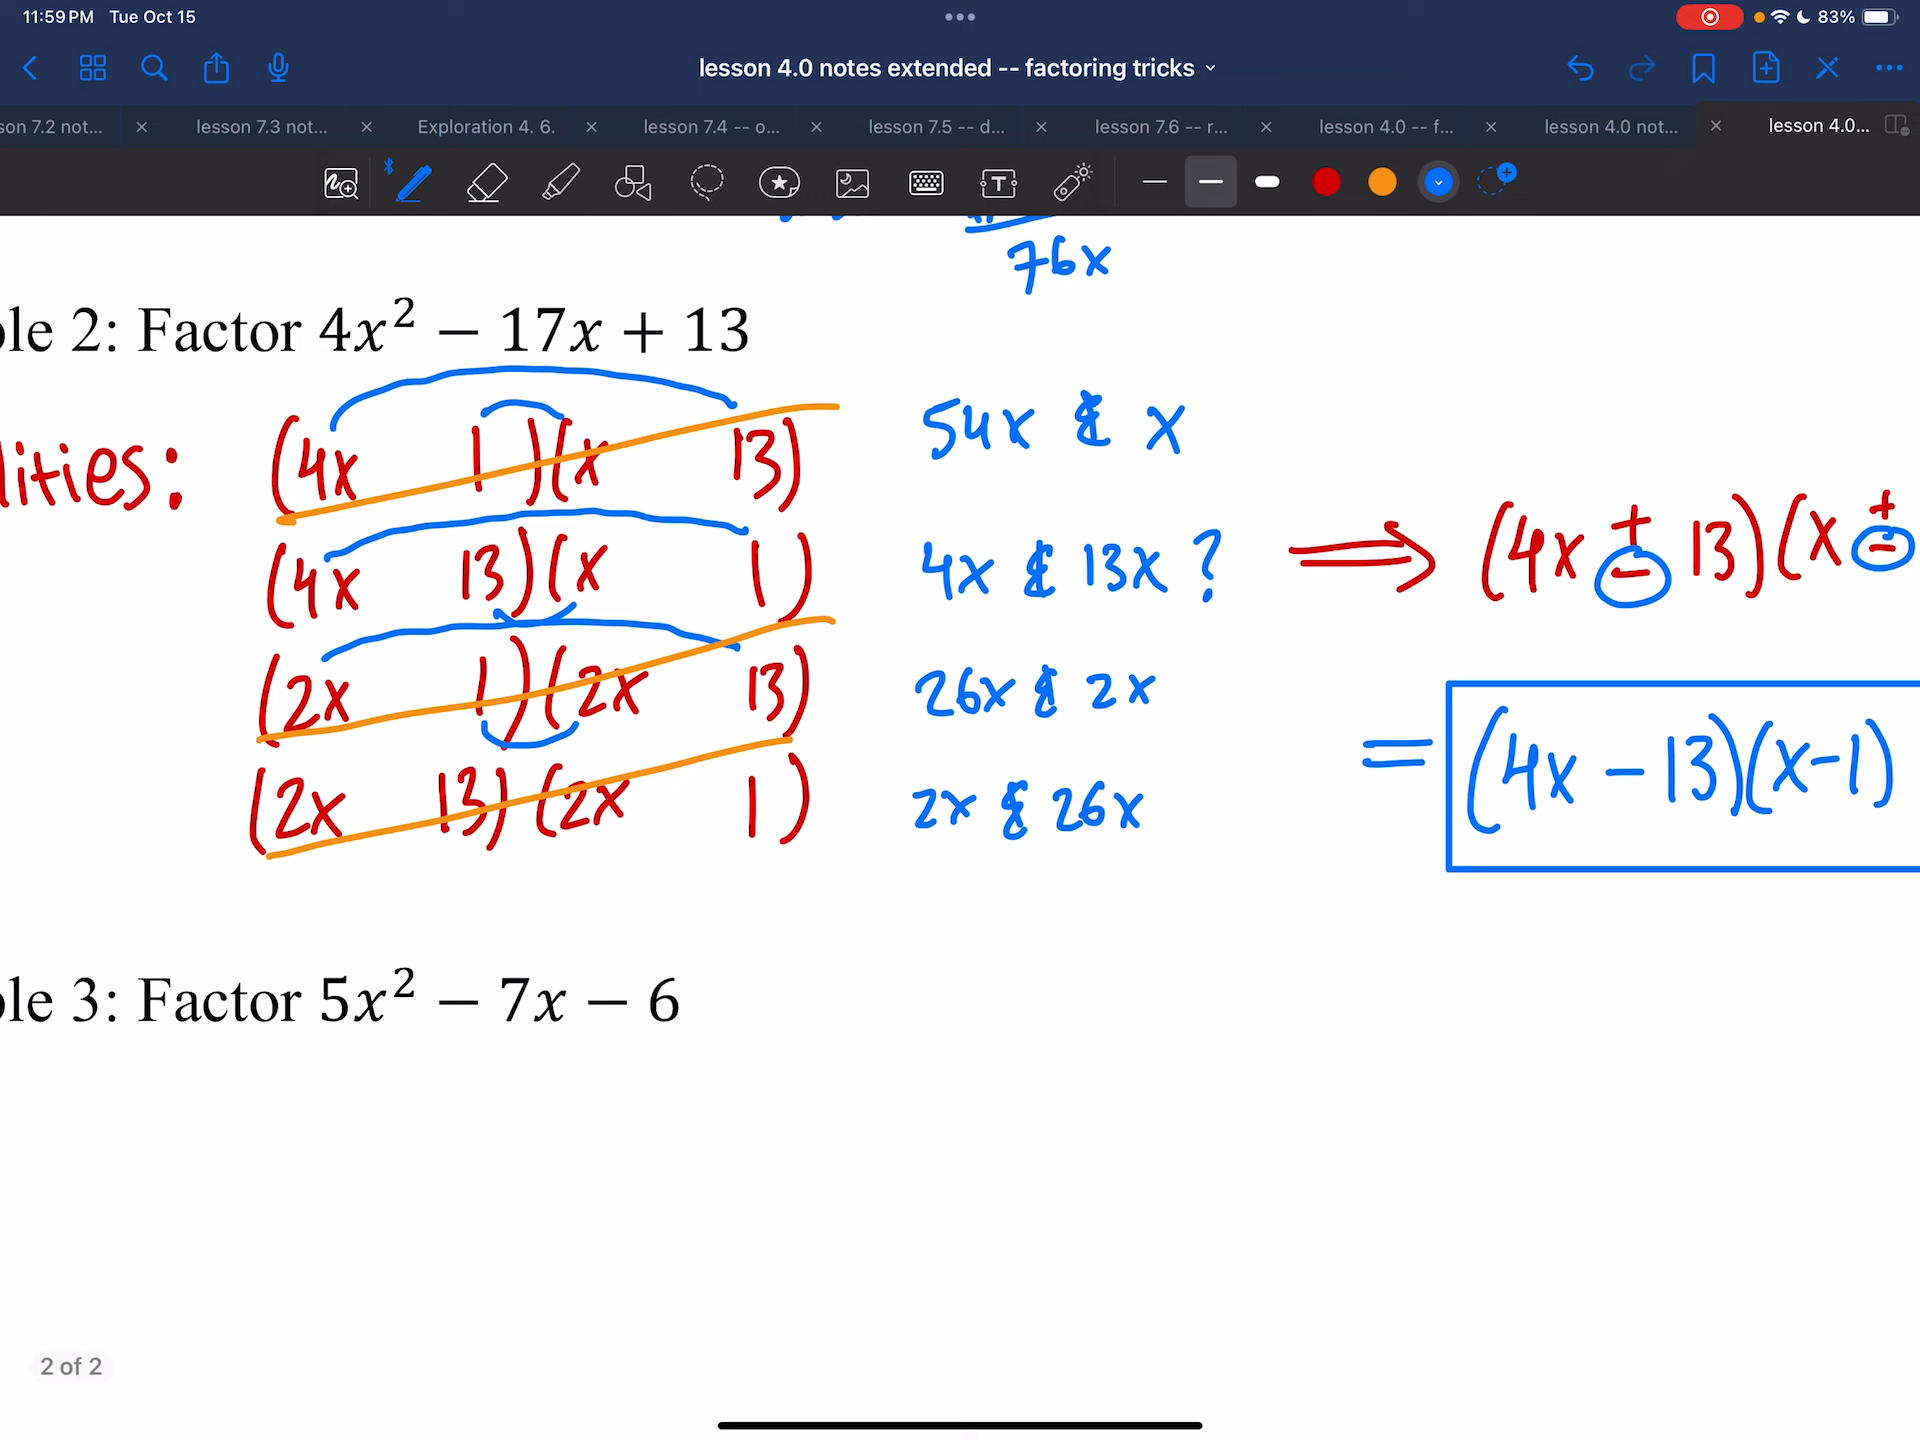 11:59 PM Tue Oct 15
83%
lesson 4.0 notes extended -- factoring tricks
son 7.2 not... lesson 7.3 not... Exploration 4. 6. lesson 7.4 -- o... lesson 7.5 -- d... lesson 7.6 -- r... lesson 4.0 -- f... lesson 4.0 not... lesson 4.0...
76x
le 2: Factor 4x² − 17x + 13
lities: (4x 1)(x 13) 54x & x
(4x 13)(x 1) 4x & 13x ? ⟹ (4x ± 13)(x ±
(2x 1)(2x 13) 26x & 2x
= (4x − 13)(x−1)
(2x 13)(2x 1) 2x & 26x
le 3: Factor 5x² − 7x − 6
2 of 2